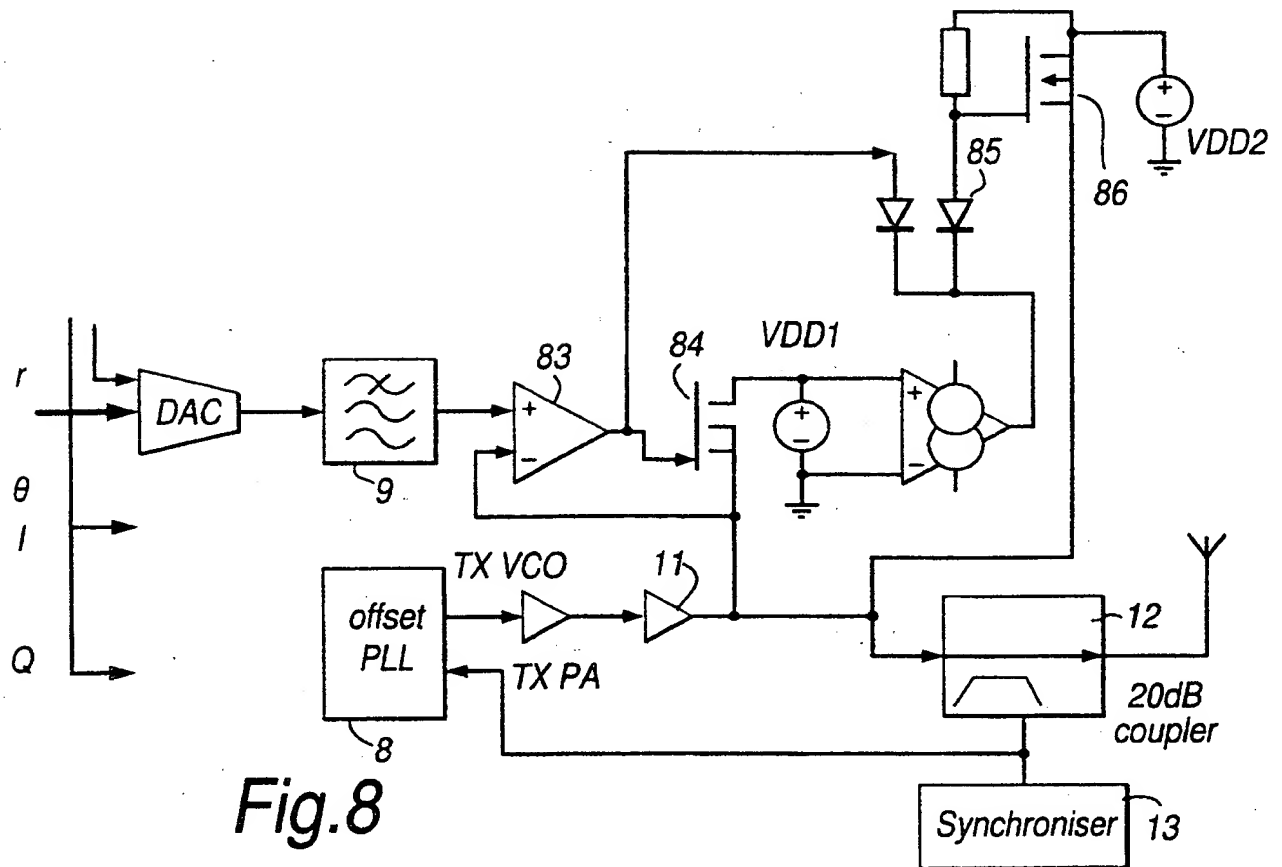 86
VDD2
85
VDD1
83
84
+
-
+
-
+
-
+
-
r
DAC
9
θ
I
Q
TX VCO
11
offset
PLL
TX PA
8
12
20dB
coupler
Synchroniser
13
Fig.8